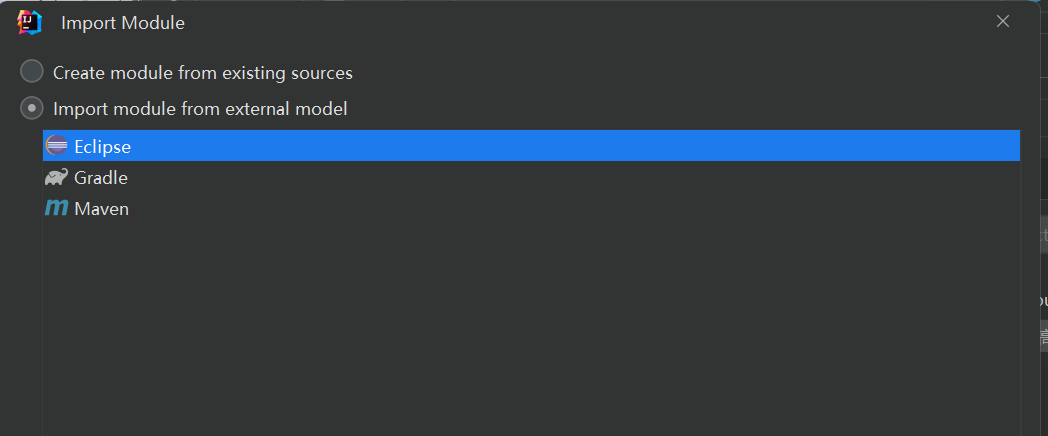 Import Module
Create module from existing sources
Import module from external model
Eclipse
Gradle
Maven